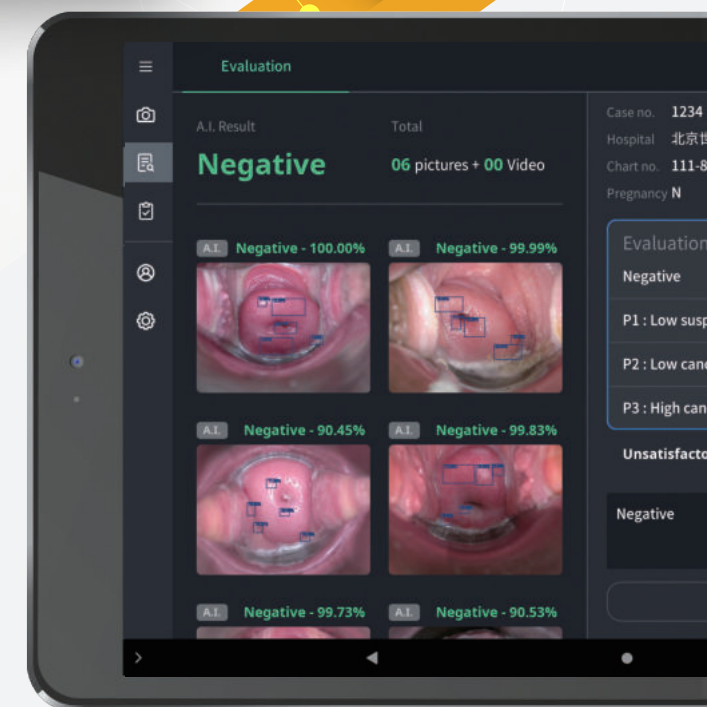 Evaluation
A.I. Result
Total
Negative
06 pictures + 00 Video
A.I. Negative - 100.00%
A.I. Negative - 99.99%
A.I. Negative - 90.45%
A.I. Negative - 99.83%
A.I. Negative - 99.73%
A.I. Negative - 90.53%
Case no. 1234
Hospital 北京世
Chart no. 111-8
Pregnancy N
Evaluation
Negative
P1 : Low susp
P2 : Low canc
P3 : High can
Unsatisfacto
Negative